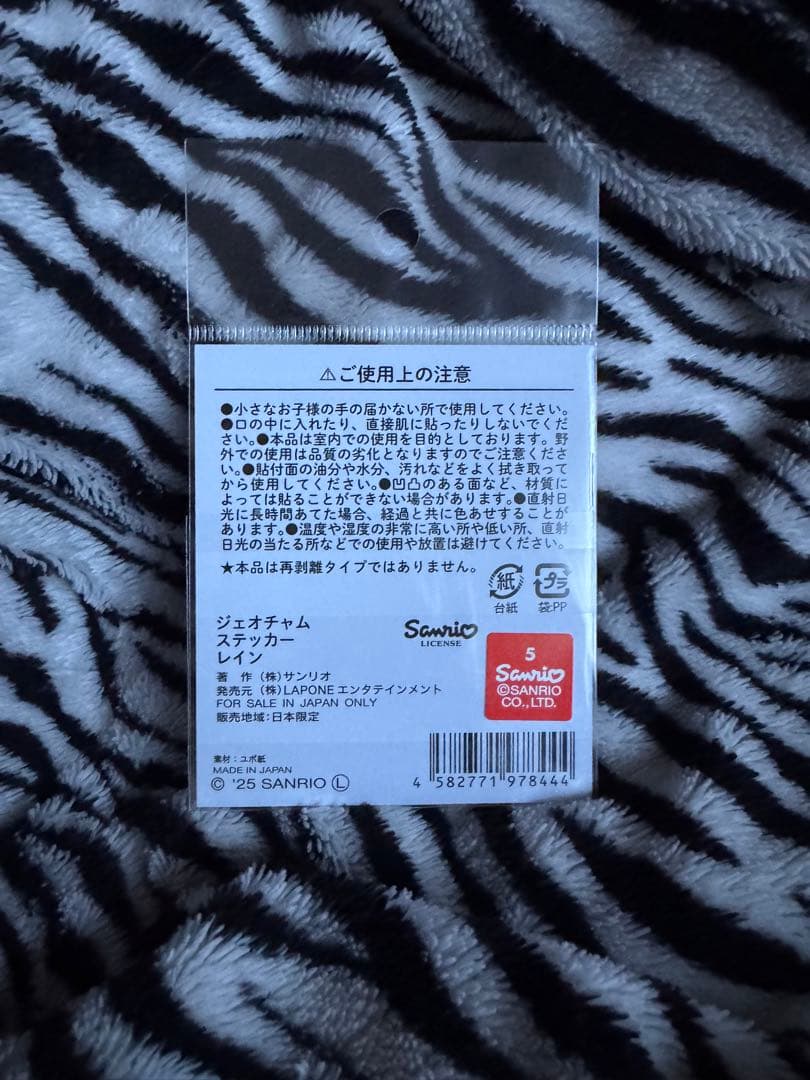 ⚠ご使用上の注意
●小さなお子様の手の届かない所で使用してください。
●口の中に入れたり、直接肌に貼ったりしないでくだ
さい。●本品は室内での使用を目的としております。野
外での使用は品質の劣化となりますのでご注意くださ
い。●貼付面の油分や水分、汚れなどをよく拭き取って
から使用してください。●凹凸のある面など、材質に
よっては貼ることができない場合があります。●直射日
光に長時間あてた場合、経過と共に色あせすることが
あります。●温度や湿度の非常に高い所や低い所、直射
日光の当たる所などでの使用や放置は避けてください。
★本品は再剥離タイプではありません。
紙
台紙
プラ
袋:PP
ジェオチャム
ステッカー
レイン
Sanrio
LICENSE
5
Sanrio
©SANRIO
CO., LTD.
著 作 (株)サンリオ
発売元 (株)LAPONEエンタテインメント
FOR SALE IN JAPAN ONLY
販売地域:日本限定
素材:ユポ紙
MADE IN JAPAN
© '25 SANRIO Ⓛ
4 582771 978444